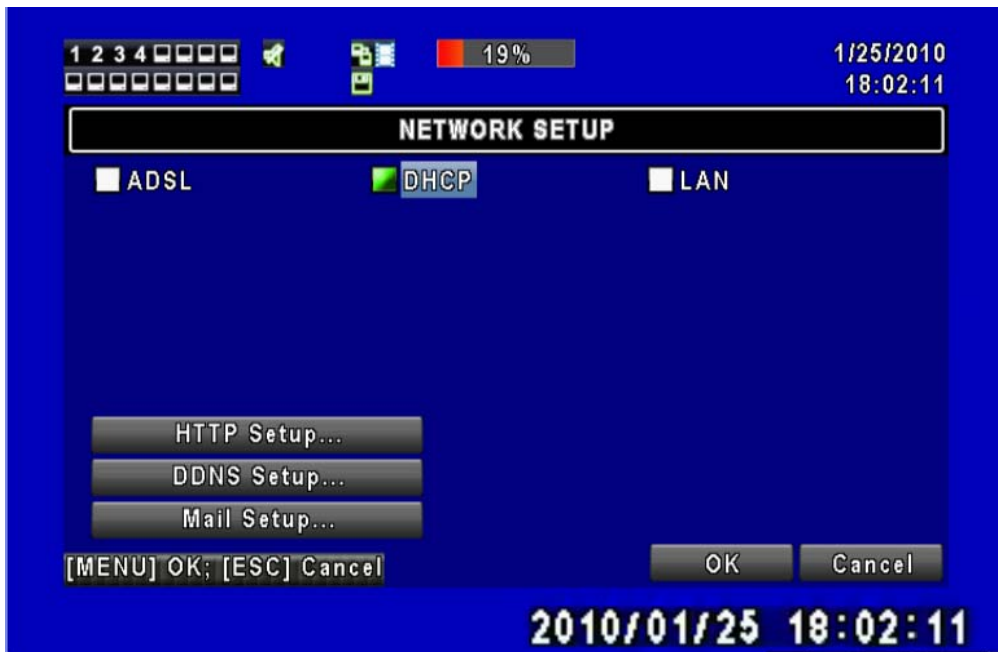 1 2 3 4
19%
1/25/2010
18:02:11
NETWORK SETUP
ADSL
DHCP
LAN
HTTP Setup...
DDNS Setup...
Mail Setup...
[MENU] OK; [ESC] Cancel
OK
Cancel
2010/01/25 18:02:11